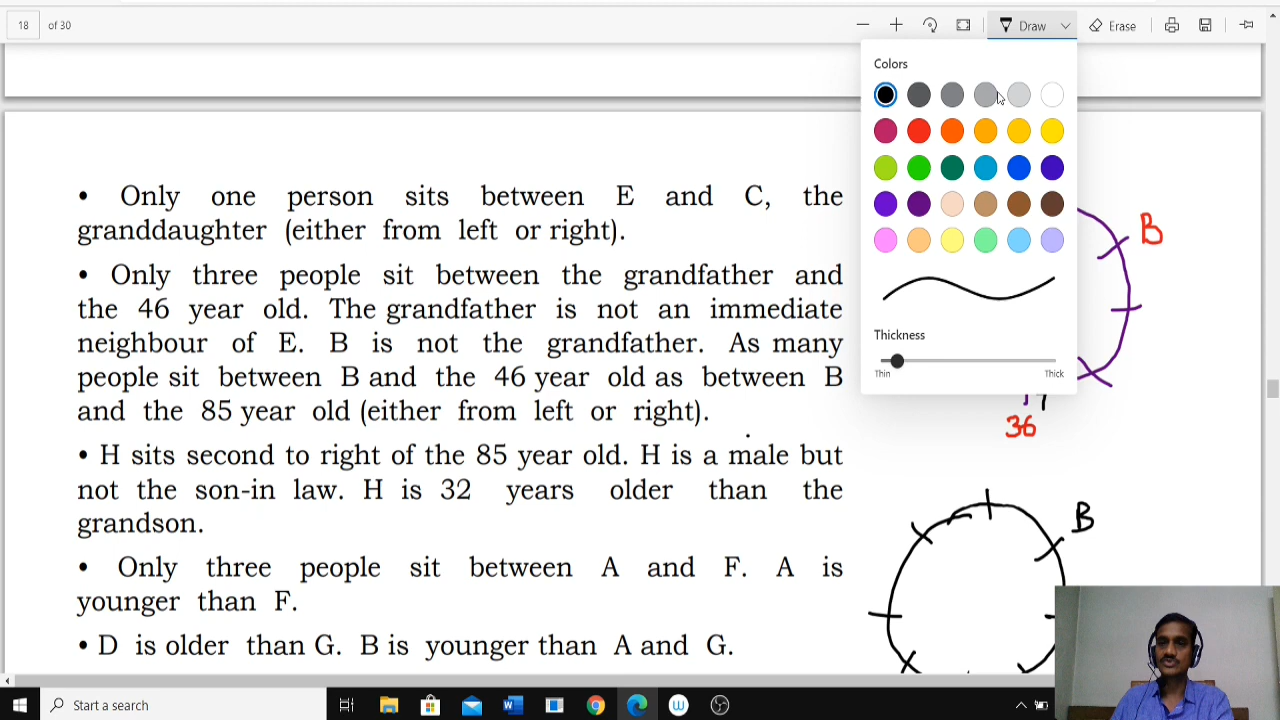 18 of 30
Draw
Erase
Colors
Thickness
Thin Thick
• Only one person sits between E and C, the
granddaughter (either from left or right).
• Only three people sit between the grandfather and
the 46 year old. The grandfather is not an immediate
neighbour of E. B is not the grandfather. As many
people sit between B and the 46 year old as between B
and the 85 year old (either from left or right).
• H sits second to right of the 85 year old. H is a male but
not the son-in law. H is 32 years older than the
grandson.
• Only three people sit between A and F. A is
younger than F.
• D is older than G. B is younger than A and G.
B
36
B
Start a search